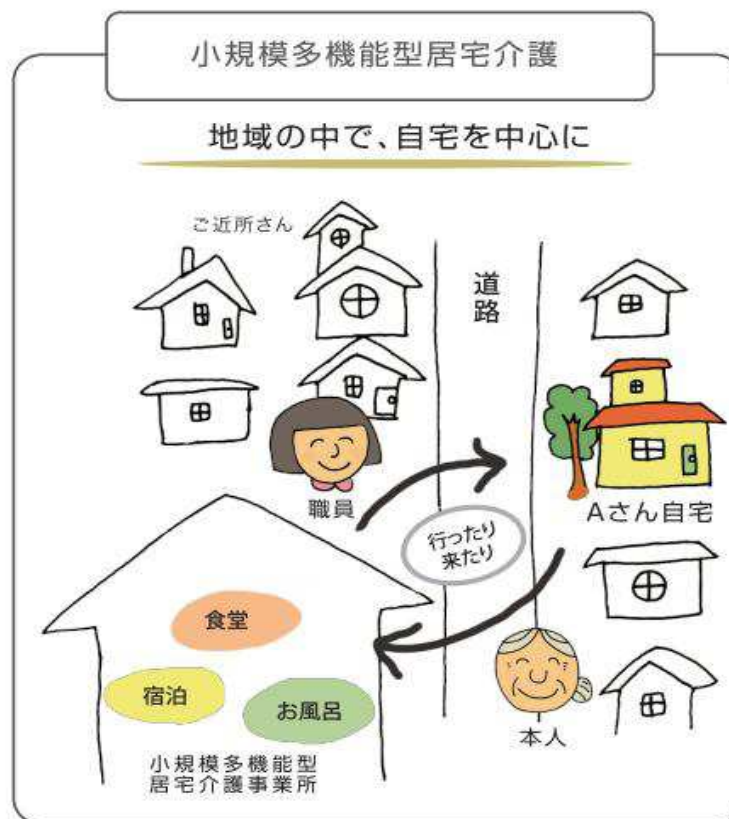 小規模多機能型居宅介護
地域の中で、自宅を中心に
ご近所さん
道路
職員
Aさん自宅
行ったり
来たり
食堂
宿泊
お風呂
本人
小規模多機能型
居宅介護事業所